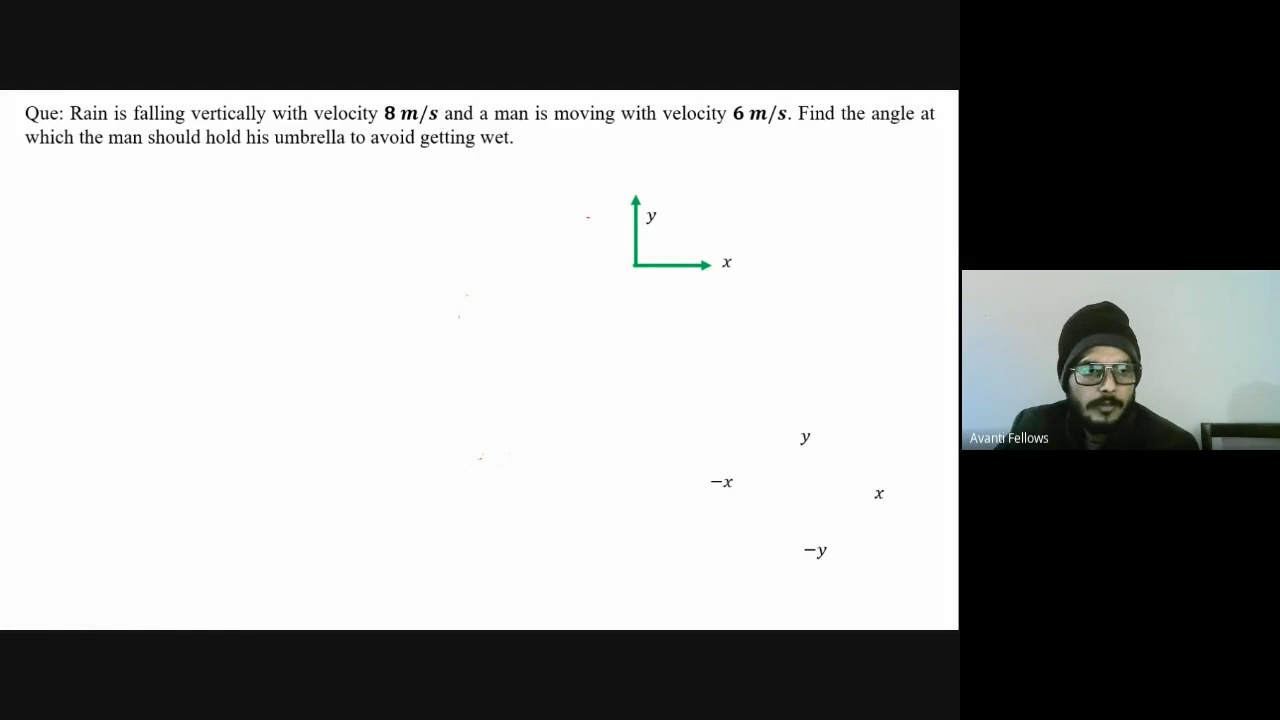 Que: Rain is falling vertically with velocity 8 m/s and a man is moving with velocity 6 m/s. Find the angle at
which the man should hold his umbrella to avoid getting wet.
y
x
y
−x
x
−y
Avanti Fellows